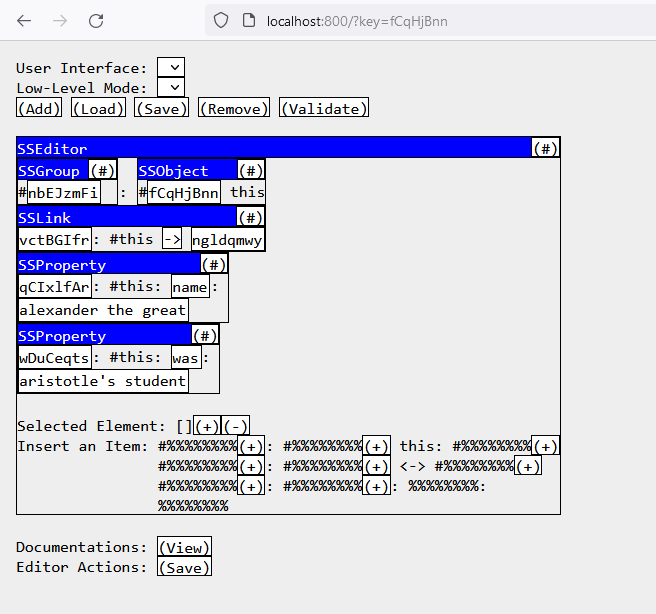 localhost:800/?key=fCqHjBnn
User Interface:
Low-Level Mode:
(Add) (Load) (Save) (Remove) (Validate)
SSEditor (#)
SSGroup (#) SSObject (#)
#nbEJzmFi : #fCqHjBnn this
SSLink (#)
vctBGIfr: #this -> ngldqmwy
SSProperty (#)
qCIxlfAr: #this: name:
alexander the great
SSProperty (#)
wDuCeqts: #this: was:
aristotle's student
Selected Element: [](+)(-)
Insert an Item: #%%%%%%%%(+): #%%%%%%%%(+) this: #%%%%%%%%(+)
#%%%%%%%%(+): #%%%%%%%%(+) <-> #%%%%%%%%(+)
#%%%%%%%%(+): #%%%%%%%%(+): %%%%%%%%:
%%%%%%%%
Documentations: (View)
Editor Actions: (Save)